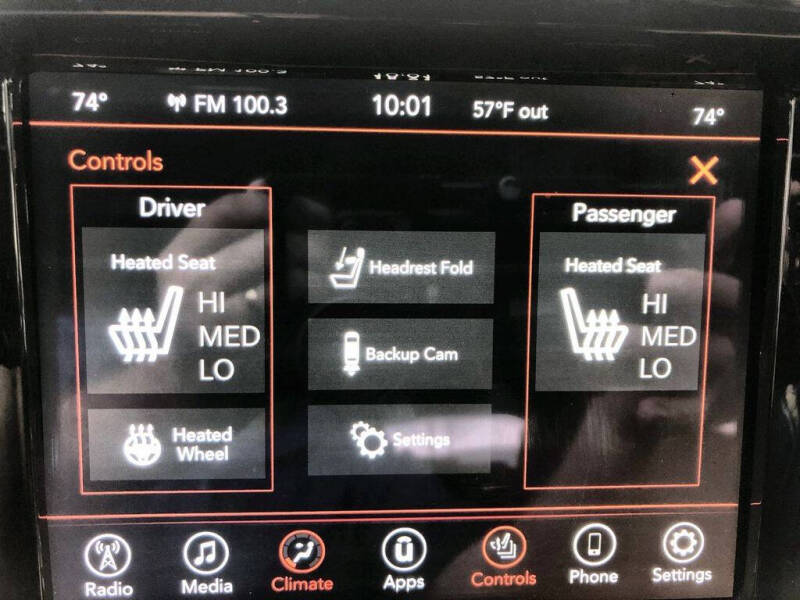 74° FM 100.3 10:01 57°F out 74°
Controls X
Driver
Heated Seat
HI
MED
LO
Heated
Wheel
Headrest Fold
Backup Cam
Settings
Passenger
Heated Seat
HI
MED
LO
Radio Media Climate Apps Controls Phone Settings